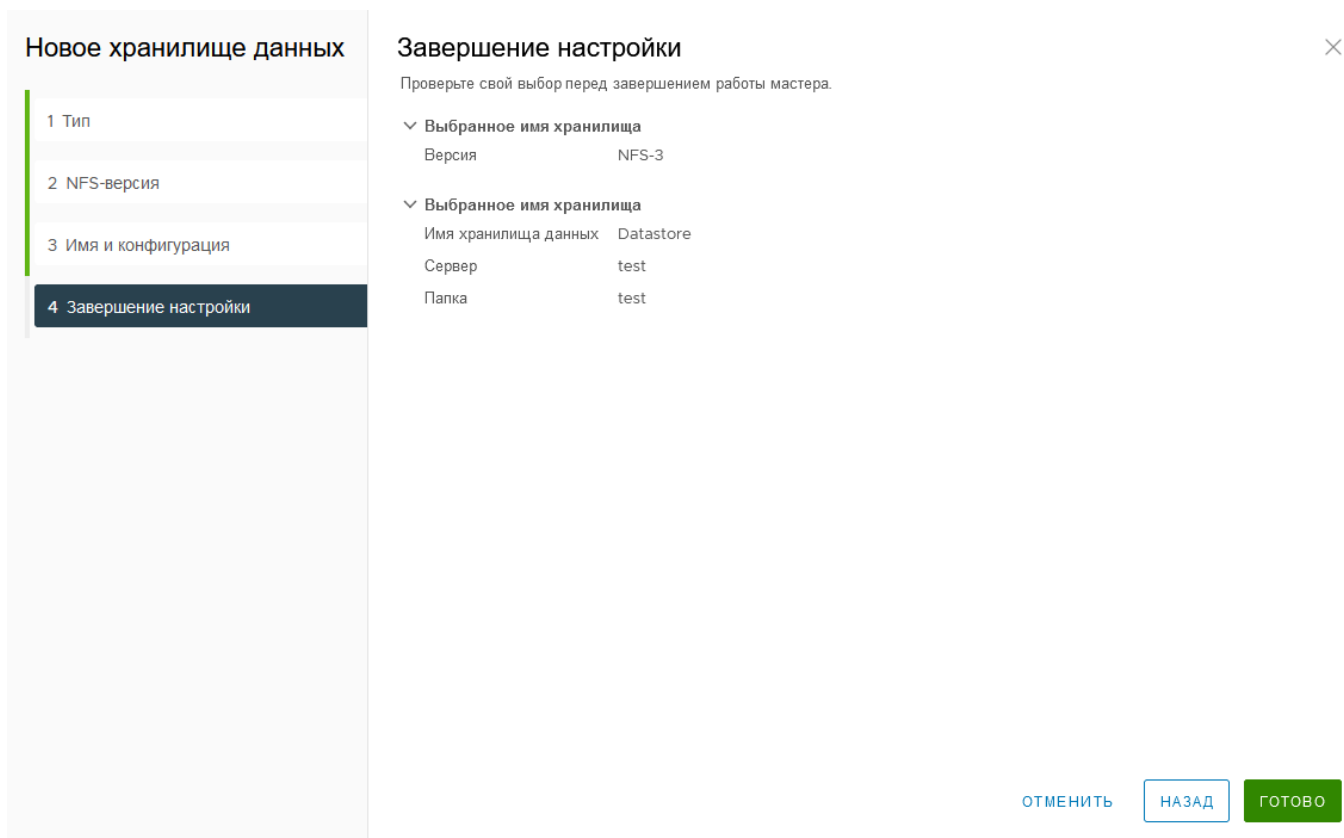 Новое хранилище данных
1 Тип
2 NFS-версия
3 Имя и конфигурация
4 Завершение настройки
Завершение настройки
Проверьте свой выбор перед завершением работы мастера.
Выбранное имя хранилища
Версия NFS-3
Выбранное имя хранилища
Имя хранилища данных Datastore
Сервер test
Папка test
ОТМЕНИТЬ НАЗАД ГОТОВО